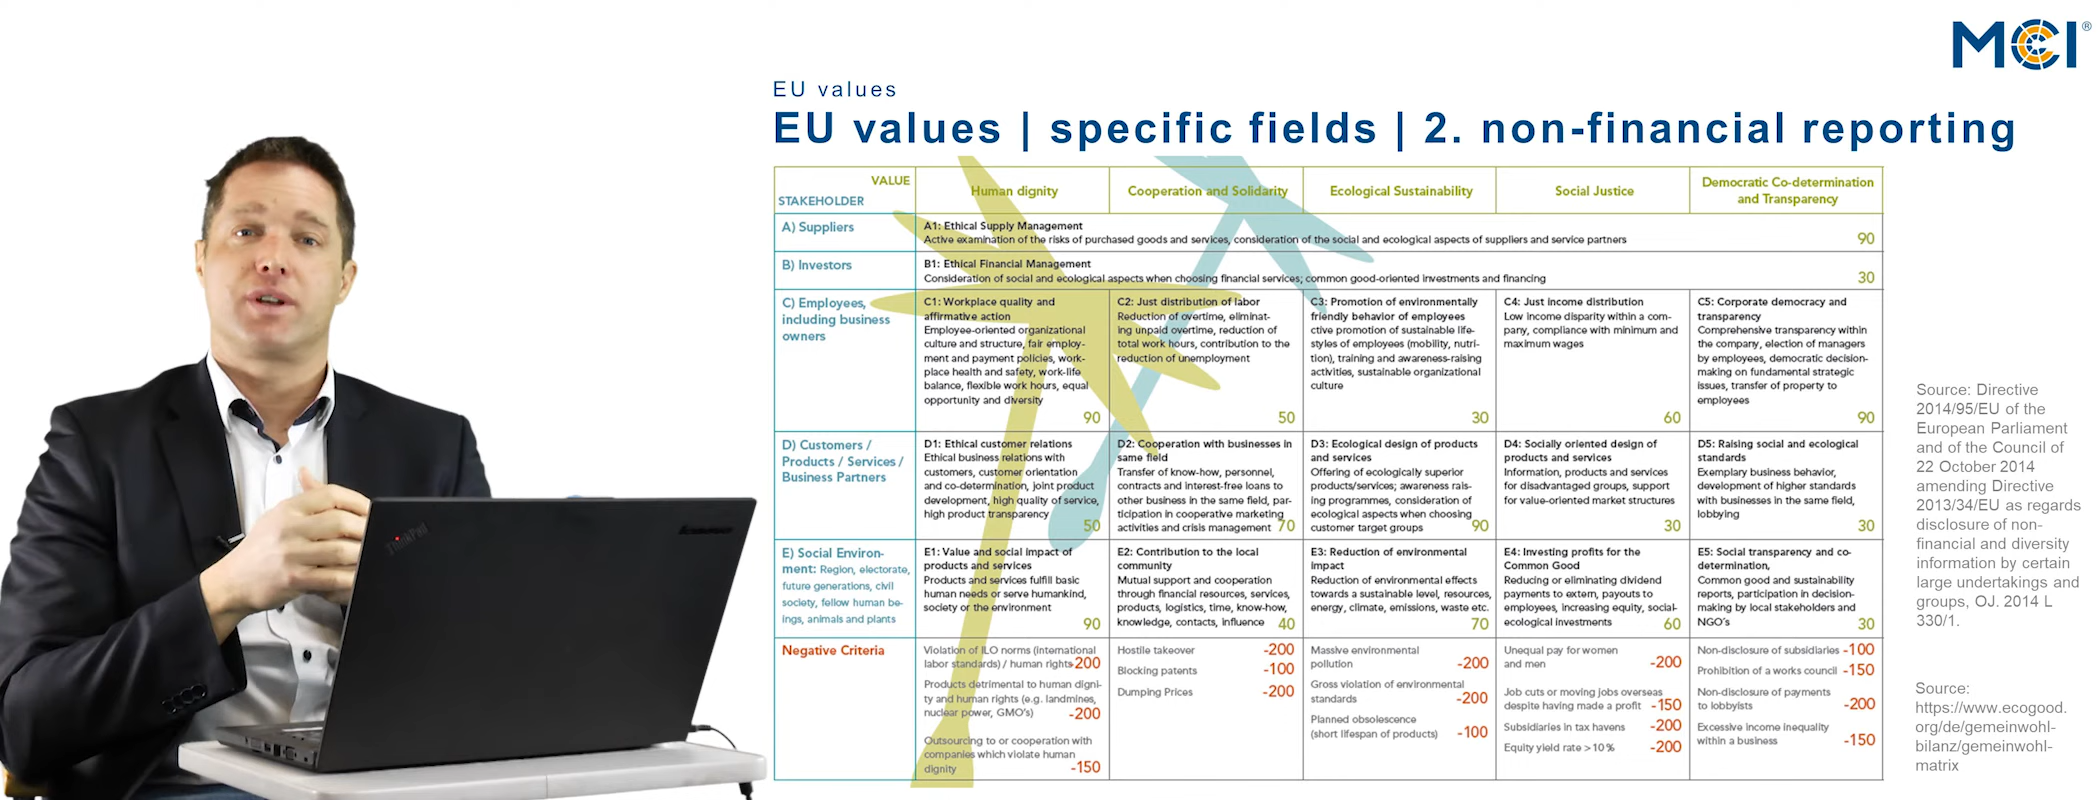 MCI®
EU values
EU values | specific fields | 2. non-financial reporting
VALUE
STAKEHOLDER
Human dignity
Cooperation and Solidarity
Ecological Sustainability
Social Justice
Democratic Co-determination
and Transparency
A) Suppliers
A1: Ethical Supply Management
Active examination of the risks of purchased goods and services, consideration of the social and ecological aspects of suppliers and service partners
90
B) Investors
B1: Ethical Financial Management
Consideration of social and ecological aspects when choosing financial services; common good-oriented investments and financing
30
C) Employees,
including business
owners
C1: Workplace quality and
affirmative action
Employee-oriented organizational
culture and structure, fair employ-
ment and payment policies, work-
place health and safety, work-life
balance, flexible work hours, equal
opportunity and diversity
90
C2: Just distribution of labor
Reduction of overtime, eliminat-
ing unpaid overtime, reduction of
total work hours, contribution to the
reduction of unemployment
50
C3: Promotion of environmentally
friendly behavior of employees
ctive promotion of sustainable life-
styles of employees (mobility, nutri-
tion), training and awareness-raising
activities, sustainable organizational
culture
30
C4: Just income distribution
Low income disparity within a com-
pany, compliance with minimum and
maximum wages
60
C5: Corporate democracy and
transparency
Comprehensive transparency within
the company, election of managers
by employees, democratic decision-
making on fundamental strategic
issues, transfer of property to
employees
90
D) Customers /
Products / Services /
Business Partners
D1: Ethical customer relations
Ethical business relations with
customers, customer orientation
and co-determination, joint product
development, high quality of service,
high product transparency
50
D2: Cooperation with businesses in
same field
Transfer of know-how, personnel,
contracts and interest-free loans to
other business in the same field, par-
ticipation in cooperative marketing
activities and crisis management
70
D3: Ecological design of products
and services
Offering of ecologically superior
products/services; awareness rais-
ing programmes, consideration of
ecological aspects when choosing
customer target groups
90
D4: Socially oriented design of
products and services
Information, products and services
for disadvantaged groups, support
for value-oriented market structures
30
D5: Raising social and ecological
standards
Exemplary business behavior,
development of higher standards
with businesses in the same field,
lobbying
30
E) Social Environ-
ment: Region, electorate,
future generations, civil
society, fellow human be-
ings, animals and plants
E1: Value and social impact of
products and services
Products and services fulfill basic
human needs or serve humankind,
society or the environment
90
E2: Contribution to the local
community
Mutual support and cooperation
through financial resources, services,
products, logistics, time, know-how,
knowledge, contacts, influence
40
E3: Reduction of environmental
impact
Reduction of environmental effects
towards a sustainable level, resources,
energy, climate, emissions, waste etc.
70
E4: Investing profits for the
Common Good
Reducing or eliminating dividend
payments to extern, payouts to
employees, increasing equity, social-
ecological investments
60
E5: Social transparency and co-
determination,
Common good and sustainability
reports, participation in decision-
making by local stakeholders and
NGO's
30
Negative Criteria
Violation of ILO norms (international
labor standards) / human rights -200
Products detrimental to human digni-
ty and human rights (e.g. landmines,
nuclear power, GMO's) -200
Outsourcing to or cooperation with
companies which violate human
dignity -150
Hostile takeover -200
Blocking patents -100
Dumping Prices -200
Massive environmental
pollution -200
Gross violation of environmental
standards -200
Planned obsolescence
(short lifespan of products) -100
Unequal pay for women
and men -200
Job cuts or moving jobs overseas
despite having made a profit -150
Subsidiaries in tax havens -200
Equity yield rate >10% -200
Non-disclosure of subsidiaries -100
Prohibition of a works council -150
Non-disclosure of payments
to lobbyists -200
Excessive income inequality
within a business -150
Source: Directive
2014/95/EU of the
European Parliament
and of the Council of
22 October 2014
amending Directive
2013/34/EU as regards
disclosure of non-
financial and diversity
information by certain
large undertakings and
groups, OJ. 2014 L
330/1.
Source:
https://www.ecogood.
org/de/gemeinwohl-
bilanz/gemeinwohl-
matrix
ThinkPad
lenovo